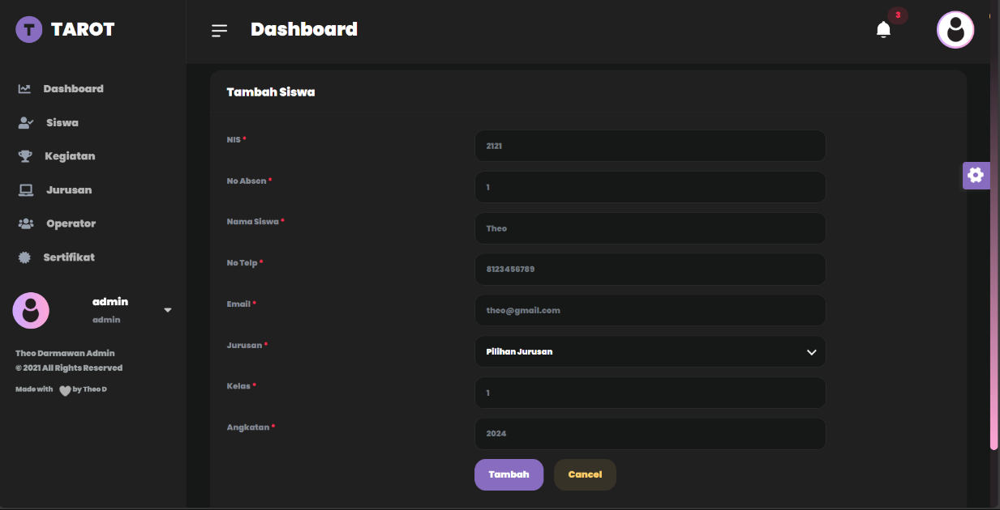 T TAROT
Dashboard
3
Dashboard
Siswa
Kegiatan
Jurusan
Operator
Sertifikat
admin
admin
Theo Darmawan Admin
© 2021 All Rights Reserved
Made with by Theo D
Tambah Siswa
NIS *
2121
No Absen *
1
Nama Siswa *
Theo
No Telp *
8123456789
Email *
theo@gmail.com
Jurusan *
Pilihan Jurusan
Kelas *
1
Angkatan *
2024
Tambah Cancel